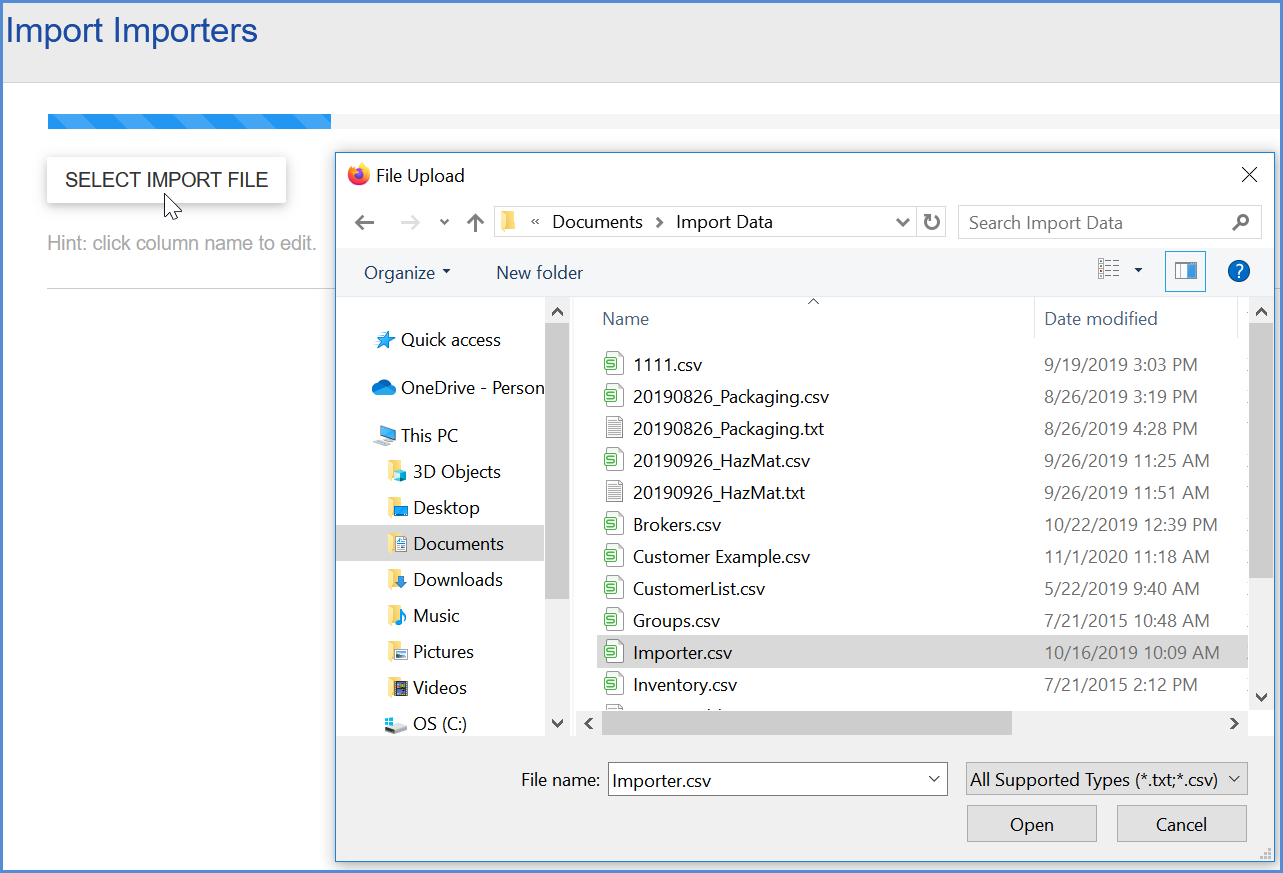 Import Importers
SELECT IMPORT FILE
Hint: click column name to edit.
File Upload
« Documents > Import Data
Search Import Data
Organize New folder
?
Quick access
OneDrive - Person
This PC
3D Objects
Desktop
Documents
Downloads
Music
Pictures
Videos
OS (C:)
Name Date modified
1111.csv 9/19/2019 3:03 PM
20190826_Packaging.csv 8/26/2019 3:19 PM
20190826_Packaging.txt 8/26/2019 4:28 PM
20190926_HazMat.csv 9/26/2019 11:25 AM
20190926_HazMat.txt 9/26/2019 11:51 AM
Brokers.csv 10/22/2019 12:39 PM
Customer Example.csv 11/1/2020 11:18 AM
CustomerList.csv 5/22/2019 9:40 AM
Groups.csv 7/21/2015 10:48 AM
Importer.csv 10/16/2019 10:09 AM
Inventory.csv 7/21/2015 2:12 PM
File name: Importer.csv All Supported Types (*.txt;*.csv)
Open Cancel